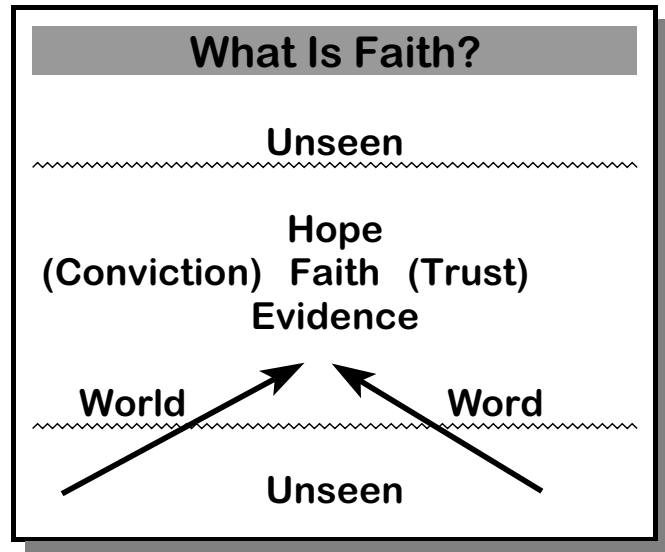 What Is Faith?
Unseen
Hope
(Conviction) Faith (Trust)
Evidence
World Word
Unseen